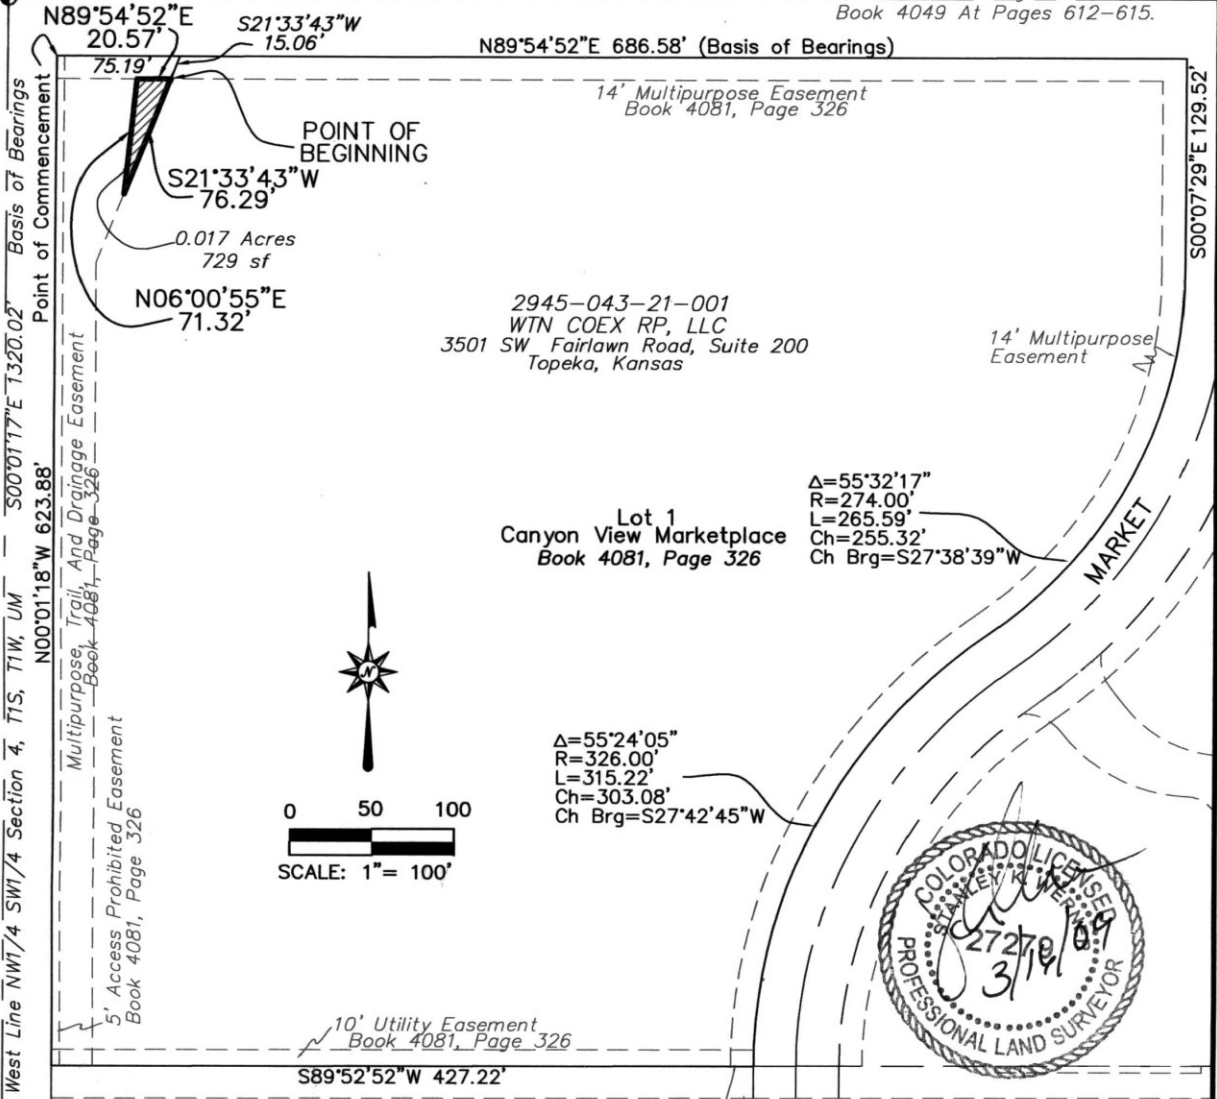 Book 4049 At Pages 612-615.
N89°54'52"E
20.57'
S21°33'43"W
15.06'
75.19'
N89°54'52"E 686.58' (Basis of Bearings)
14' Multipurpose Easement
Book 4081, Page 326
S00°07'29"E 129.52'
POINT OF
BEGINNING
S21°33'43"W
76.29'
0.017 Acres
729 sf
N06°00'55"E
71.32'
Point of Commencement
Basis of Bearings
West Line NW1/4 SW1/4 Section 4, T1S, T1W, UM — S00°01'17"E 1320.02'
N00°01'18"W 623.88'
Multipurpose, Trail, And Drainage Easement
Book 4081, Page 326
5' Access Prohibited Easement
Book 4081, Page 326
2945-043-21-001
WTN COEX RP, LLC
3501 SW Fairlawn Road, Suite 200
Topeka, Kansas
14' Multipurpose
Easement
Lot 1
Canyon View Marketplace
Book 4081, Page 326
Δ=55°32'17"
R=274.00'
L=265.59'
Ch=255.32'
Ch Brg=S27°38'39"W
MARKET
N
Δ=55°24'05"
R=326.00'
L=315.22'
Ch=303.08'
Ch Brg=S27°42'45"W
0 50 100
SCALE: 1"= 100'
10' Utility Easement
Book 4081, Page 326
S89°52'52"W 427.22'
COLORADO LICENSED
STANLEY K.
27279
PROFESSIONAL LAND SURVEYOR